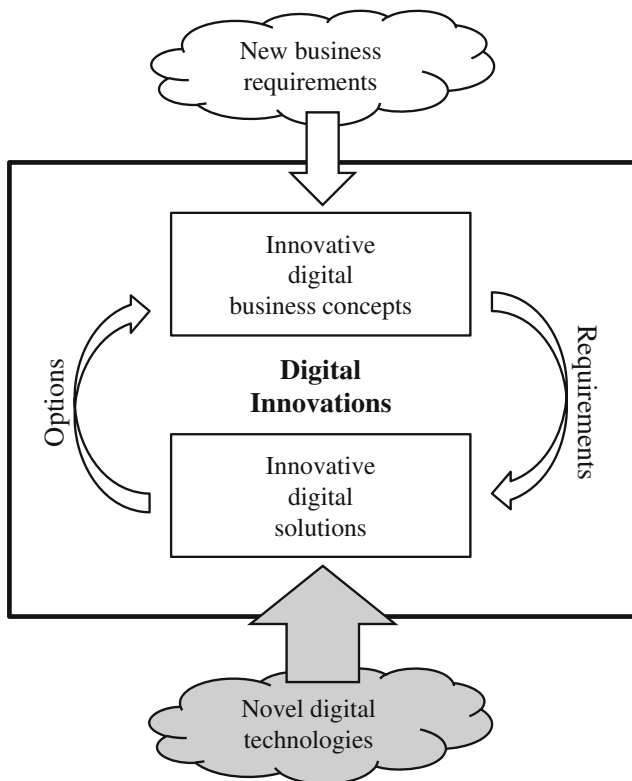 New business
requirements
Innovative
digital
business concepts
Options
Digital
Innovations
Requirements
Innovative
digital
solutions
Novel digital
technologies